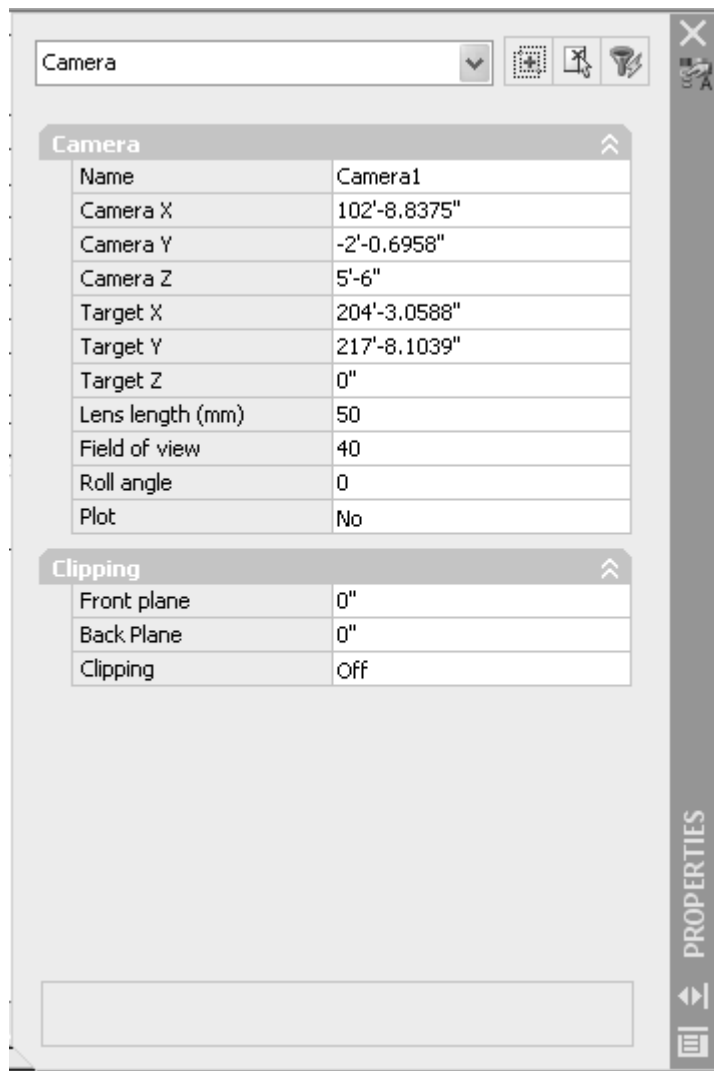 Camera
Camera
Name Camera1
Camera X 102'-8.8375"
Camera Y -2'-0.6958"
Camera Z 5'-6"
Target X 204'-3.0588"
Target Y 217'-8.1039"
Target Z 0"
Lens length (mm) 50
Field of view 40
Roll angle 0
Plot No
Clipping
Front plane 0"
Back Plane 0"
Clipping Off
PROPERTIES